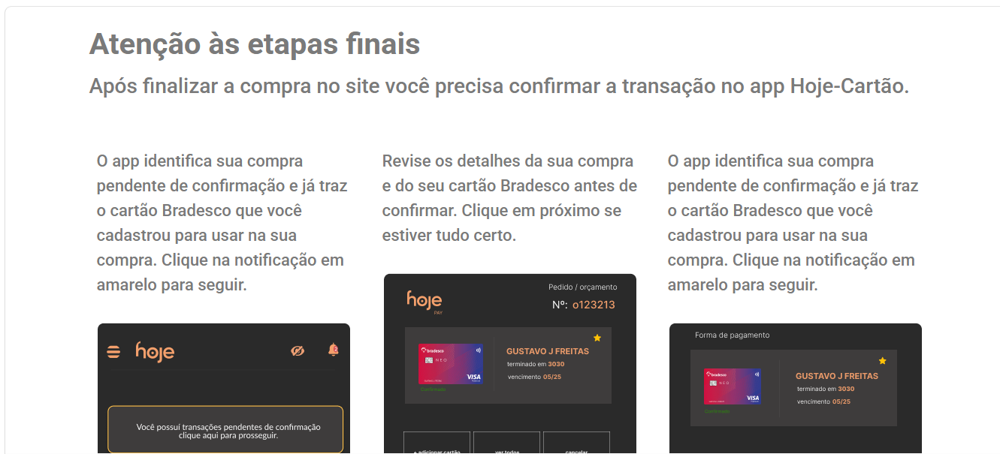 Atenção às etapas finais
Após finalizar a compra no site você precisa confirmar a transação no app Hoje-Cartão.
O app identifica sua compra
pendente de confirmação e já traz
o cartão Bradesco que você
cadastrou para usar na sua
compra. Clique na notificação em
amarelo para seguir.
hoje
Você possuí transações pendentes de confirmação
clique aqui para prosseguir.
Revise os detalhes da sua compra
e do seu cartão Bradesco antes de
confirmar. Clique em próximo se
estiver tudo certo.
hoje
PAY
Pedido / orçamento
Nº: o123213
bradesco
NEO
VISA
Confirmado
GUSTAVO J FREITAS
terminado em 3030
vencimento 05/25
+ adicionar cartão
ver todos
cancelar
O app identifica sua compra
pendente de confirmação e já traz
o cartão Bradesco que você
cadastrou para usar na sua
compra. Clique na notificação em
amarelo para seguir.
Forma de pagamento
bradesco
NEO
VISA
Confirmado
GUSTAVO J FREITAS
terminado em 3030
vencimento 05/25